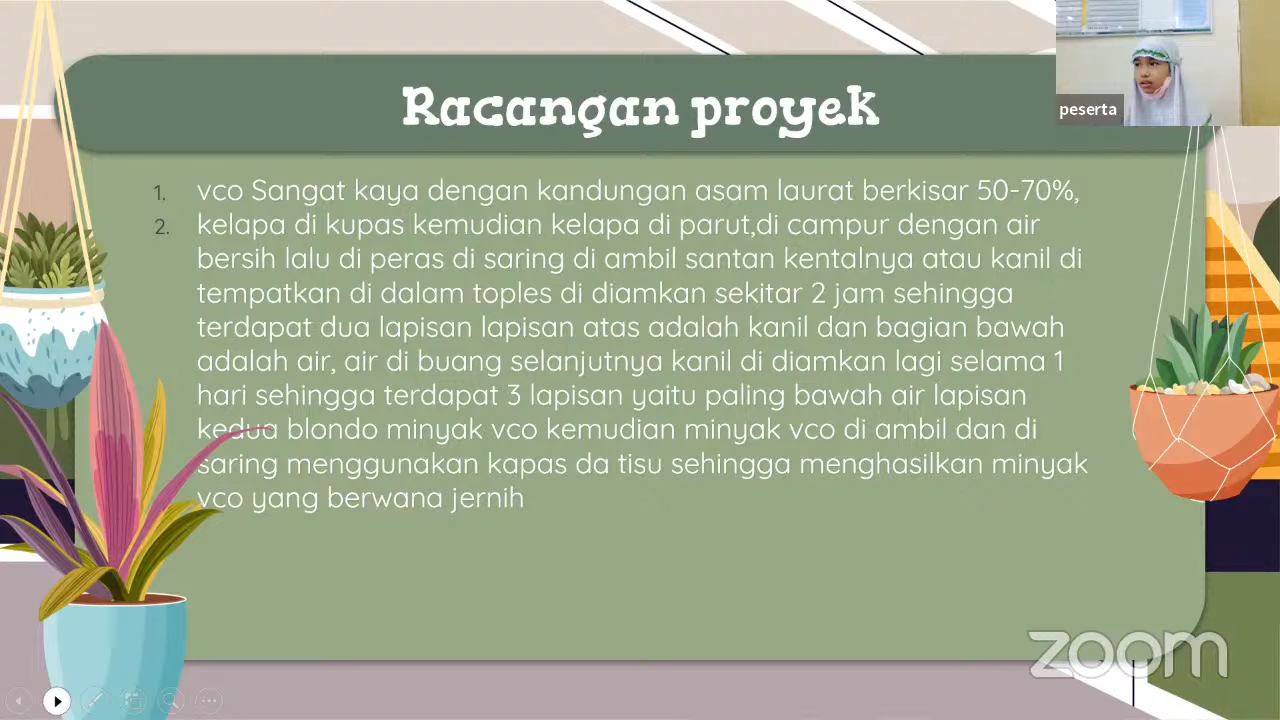 Racangan proyek
peserta
1. vco Sangat kaya dengan kandungan asam laurat berkisar 50-70%,
2. kelapa di kupas kemudian kelapa di parut,di campur dengan air
bersih lalu di peras di saring di ambil santan kentalnya atau kanil di
tempatkan di dalam toples di diamkan sekitar 2 jam sehingga
terdapat dua lapisan lapisan atas adalah kanil dan bagian bawah
adalah air, air di buang selanjutnya kanil di diamkan lagi selama 1
hari sehingga terdapat 3 lapisan yaitu paling bawah air lapisan
kedua blondo minyak vco kemudian minyak vco di ambil dan di
saring menggunakan kapas da tisu sehingga menghasilkan minyak
vco yang berwana jernih
zoom